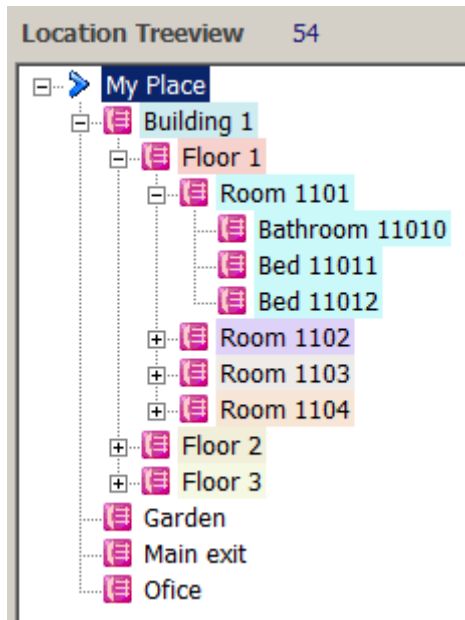 Location Treeview 54
My Place
Building 1
Floor 1
Room 1101
Bathroom 11010
Bed 11011
Bed 11012
Room 1102
Room 1103
Room 1104
Floor 2
Floor 3
Garden
Main exit
Ofice